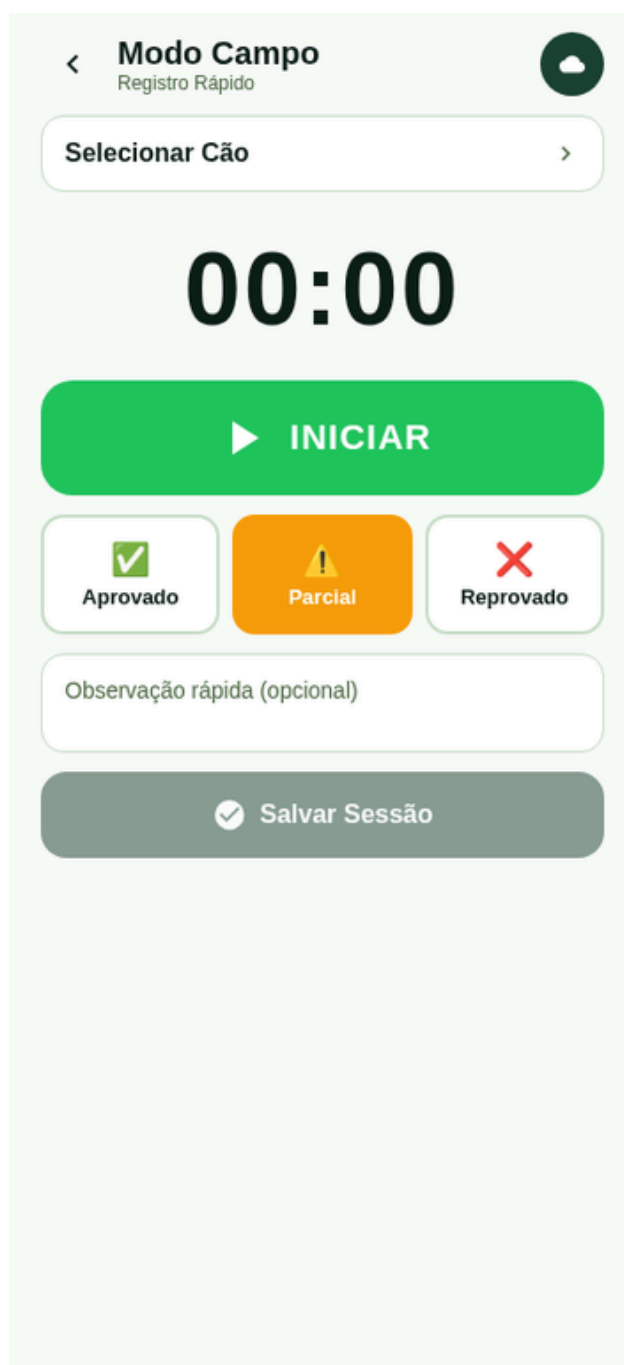 Modo Campo
Registro Rápido
Selecionar Cão
00:00
INICIAR
Aprovado
Parcial
Reprovado
Observação rápida (opcional)
Salvar Sessão